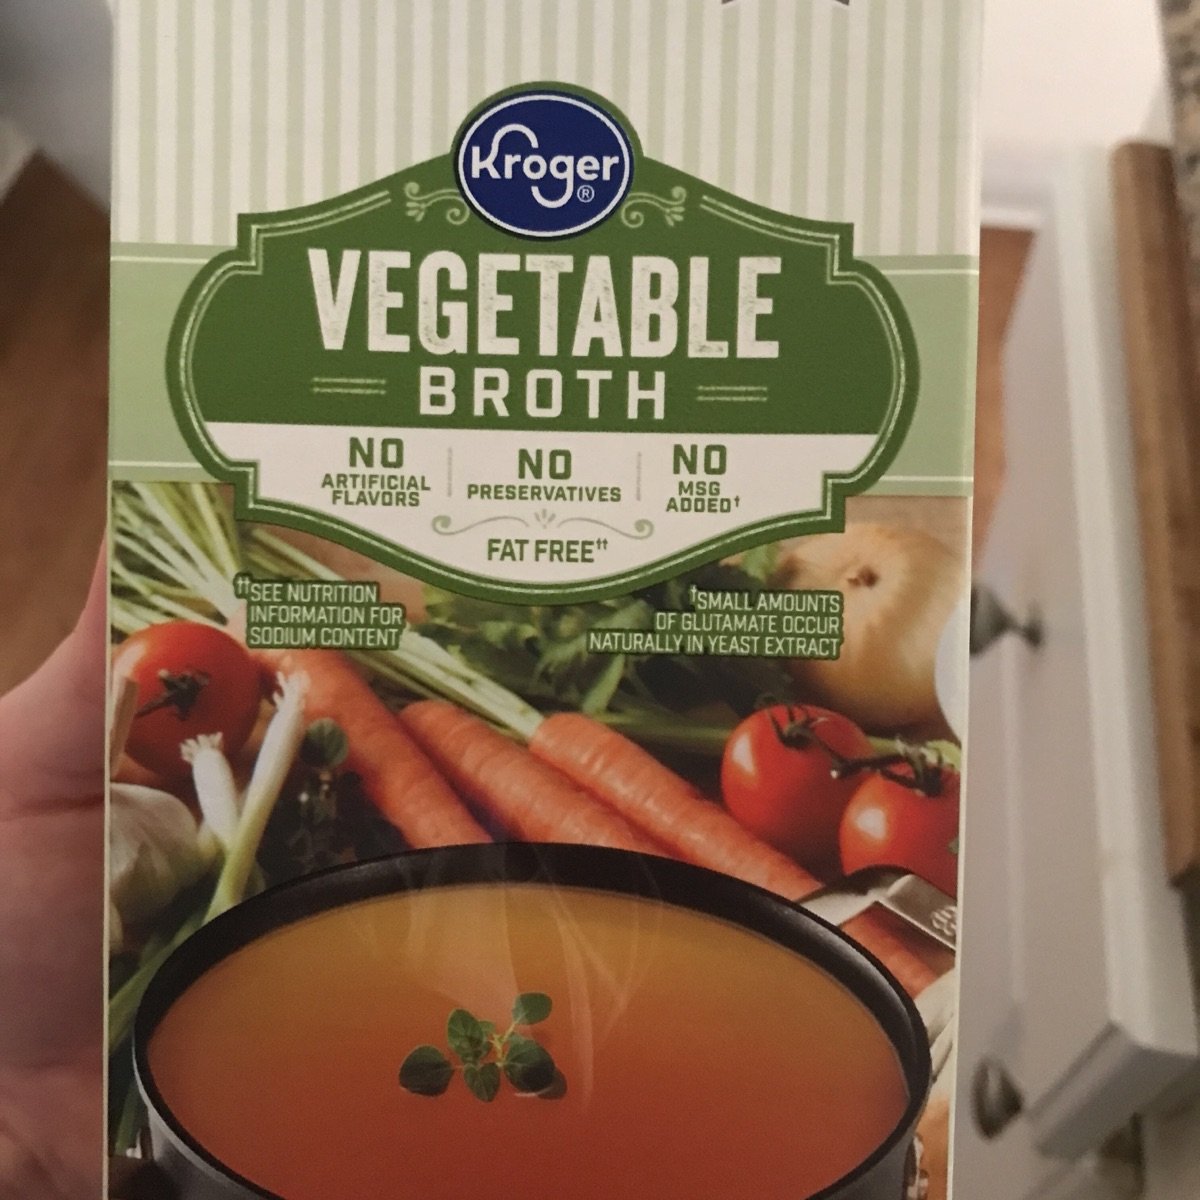 Kroger®
VEGETABLE
BROTH
NO
ARTIFICIAL
FLAVORS
NO
PRESERVATIVES
NO
MSG
ADDED†
FAT FREE††
††SEE NUTRITION
INFORMATION FOR
SODIUM CONTENT
†SMALL AMOUNTS
OF GLUTAMATE OCCUR
NATURALLY IN YEAST EXTRACT